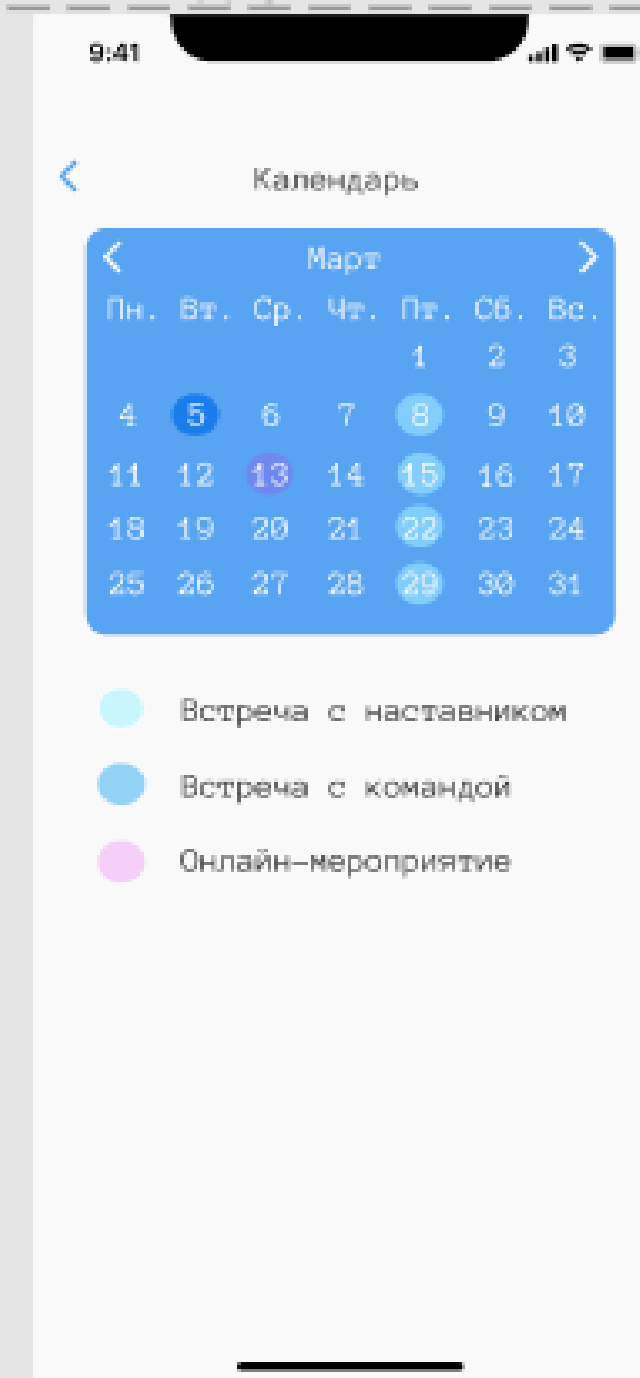 9:41
Календарь
Март
Пн. Вт. Ср. Чт. Пт. Сб. Вс.
1 2 3
4 5 6 7 8 9 10
11 12 13 14 15 16 17
18 19 20 21 22 23 24
25 26 27 28 29 30 31
Встреча с наставником
Встреча с командой
Онлайн-мероприятие